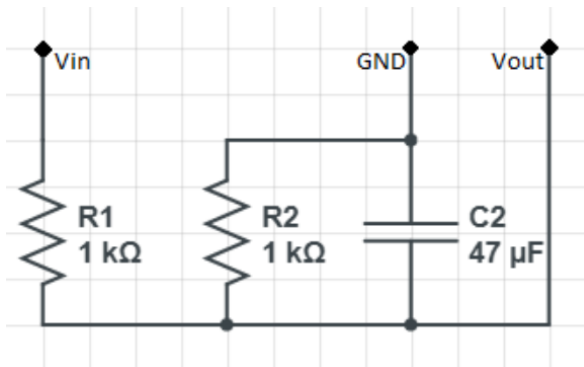 Vin
GND
Vout
R1
1 kΩ
R2
1 kΩ
C2
47 µF